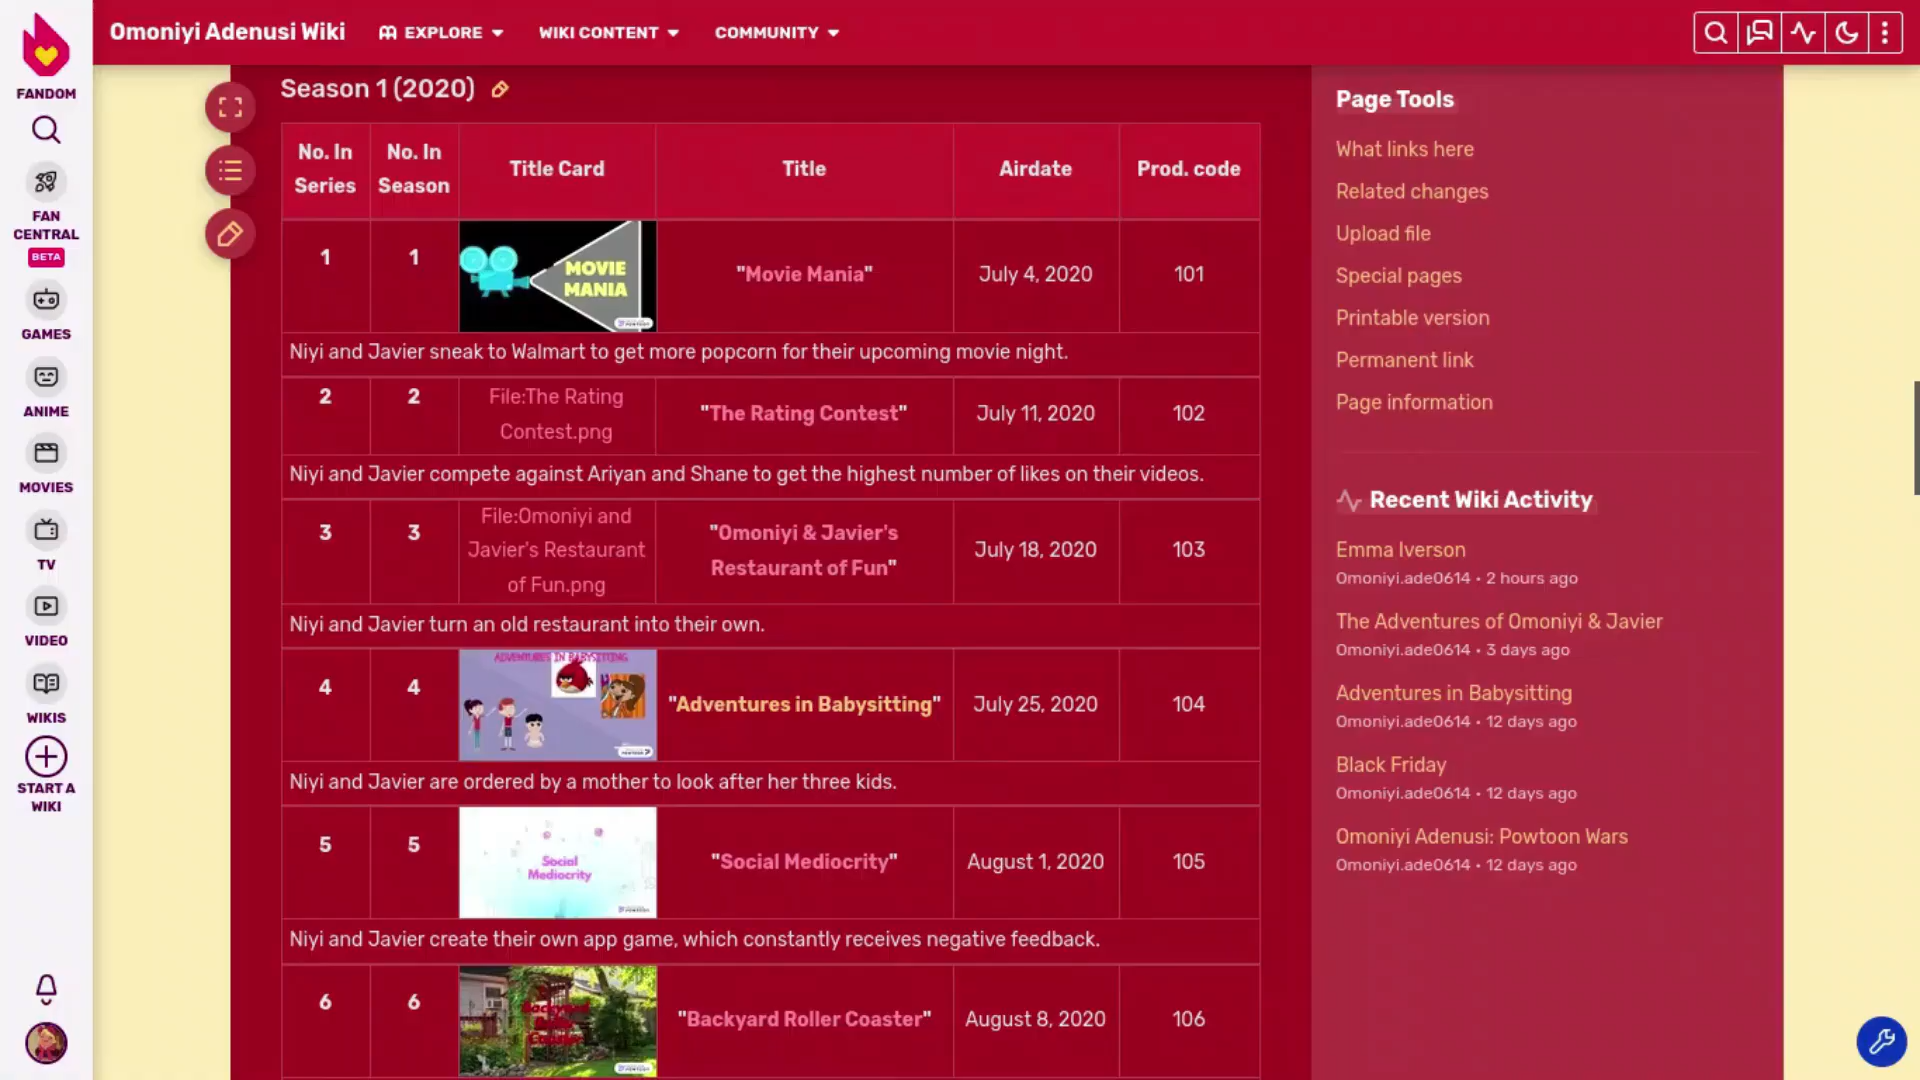 Omoniyi Adenusi Wiki
EXPLORE
WIKI CONTENT
COMMUNITY
FANDOM
FAN
CENTRAL
BETA
GAMES
ANIME
MOVIES
TV
VIDEO
WIKIS
START A
WIKI
Season 1 (2020)
No. In
Series
No. In
Season
Title Card
Title
Airdate
Prod. code
1
1
MOVIE
MANIA
"Movie Mania"
July 4, 2020
101
Niyi and Javier sneak to Walmart to get more popcorn for their upcoming movie night.
2
2
File:The Rating
Contest.png
"The Rating Contest"
July 11, 2020
102
Niyi and Javier compete against Ariyan and Shane to get the highest number of likes on their videos.
3
3
File:Omoniyi and
Javier's Restaurant
of Fun.png
"Omoniyi & Javier's
Restaurant of Fun"
July 18, 2020
103
Niyi and Javier turn an old restaurant into their own.
4
4
ADVENTURES IN BABYSITTING
"Adventures in Babysitting"
July 25, 2020
104
Niyi and Javier are ordered by a mother to look after her three kids.
5
5
Social
Mediocrity
"Social Mediocrity"
August 1, 2020
105
Niyi and Javier create their own app game, which constantly receives negative feedback.
6
6
Backyard
Roller
Coaster
"Backyard Roller Coaster"
August 8, 2020
106
Page Tools
What links here
Related changes
Upload file
Special pages
Printable version
Permanent link
Page information
Recent Wiki Activity
Emma Iverson
Omoniyi.ade0614 • 2 hours ago
The Adventures of Omoniyi & Javier
Omoniyi.ade0614 • 3 days ago
Adventures in Babysitting
Omoniyi.ade0614 • 12 days ago
Black Friday
Omoniyi.ade0614 • 12 days ago
Omoniyi Adenusi: Powtoon Wars
Omoniyi.ade0614 • 12 days ago